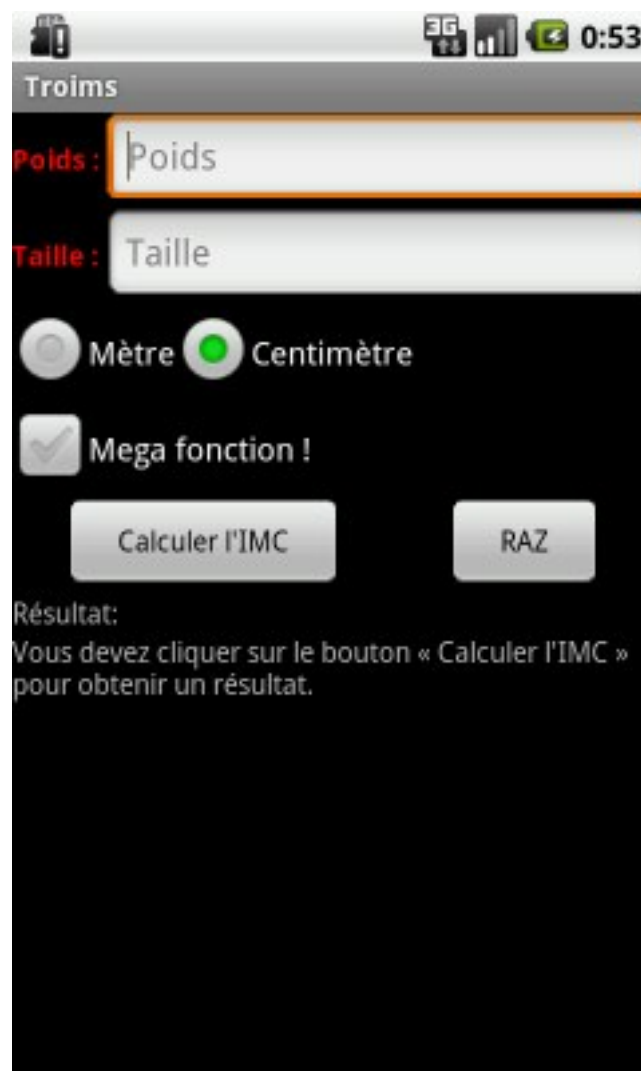 3G 0:53
Troims
Poids : Poids
Taille : Taille
Mètre Centimètre
Mega fonction !
Calculer l'IMC RAZ
Résultat:
Vous devez cliquer sur le bouton « Calculer l'IMC »
pour obtenir un résultat.